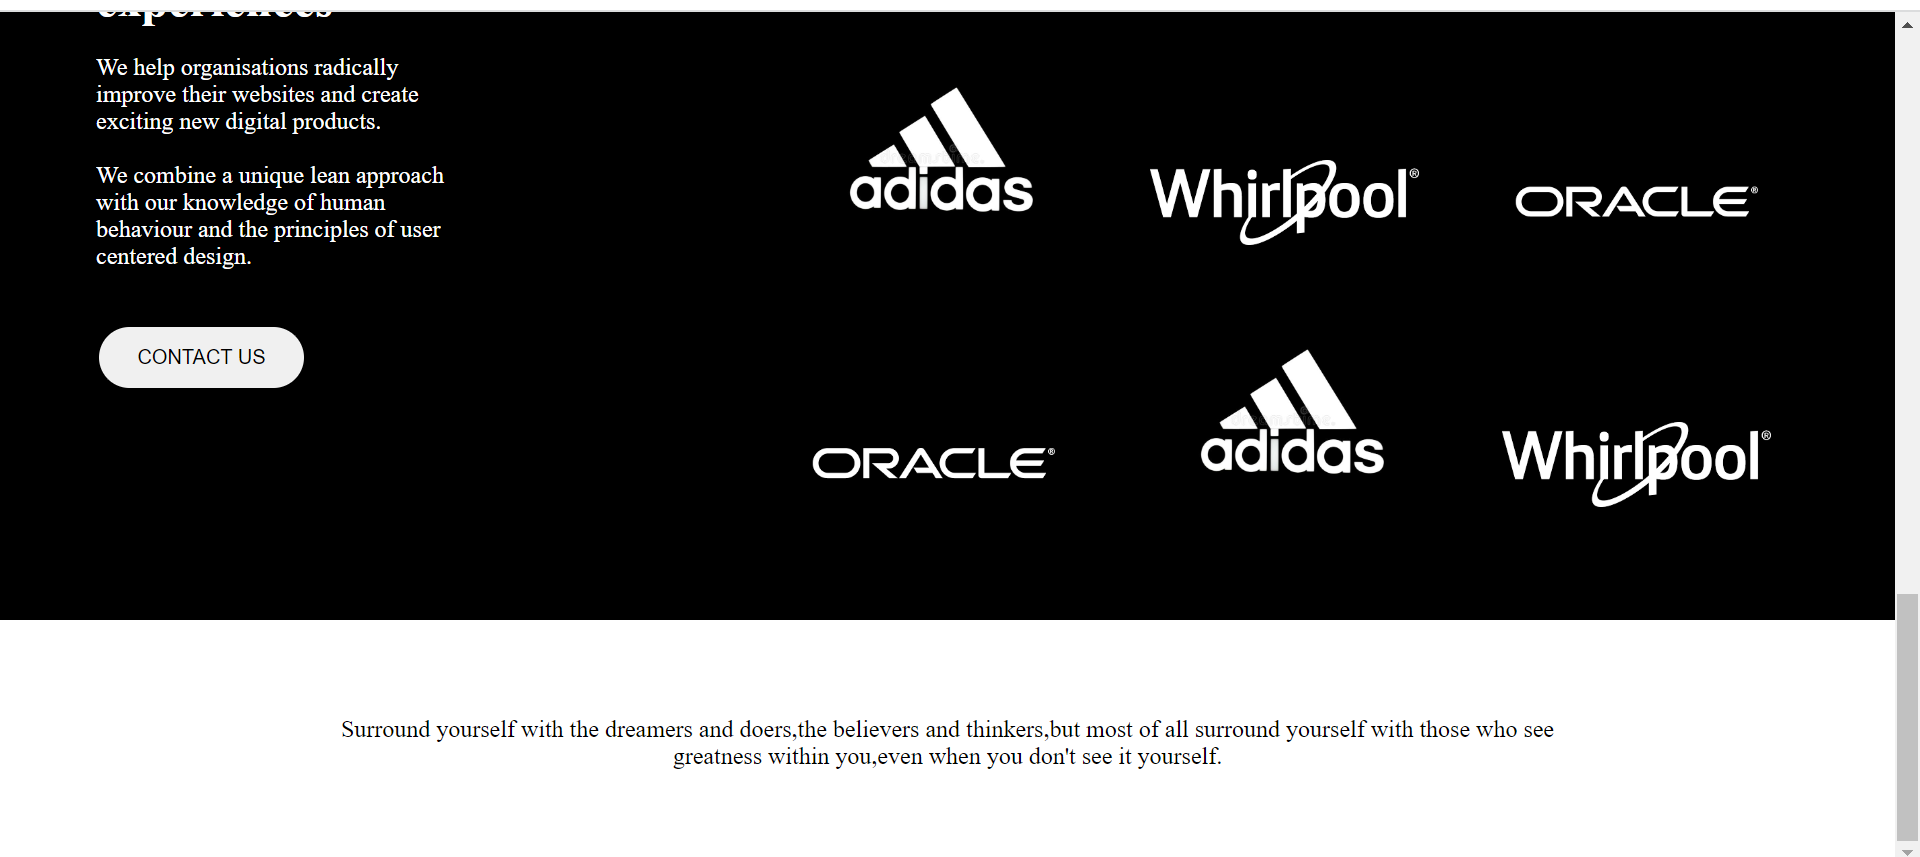 experiences
We help organisations radically
improve their websites and create
exciting new digital products.
We combine a unique lean approach
with our knowledge of human
behaviour and the principles of user
centered design.
CONTACT US
adidas
Whirlpool®
ORACLE®
ORACLE®
adidas
Whirlpool®
Surround yourself with the dreamers and doers,the believers and thinkers,but most of all surround yourself with those who see
greatness within you,even when you don't see it yourself.